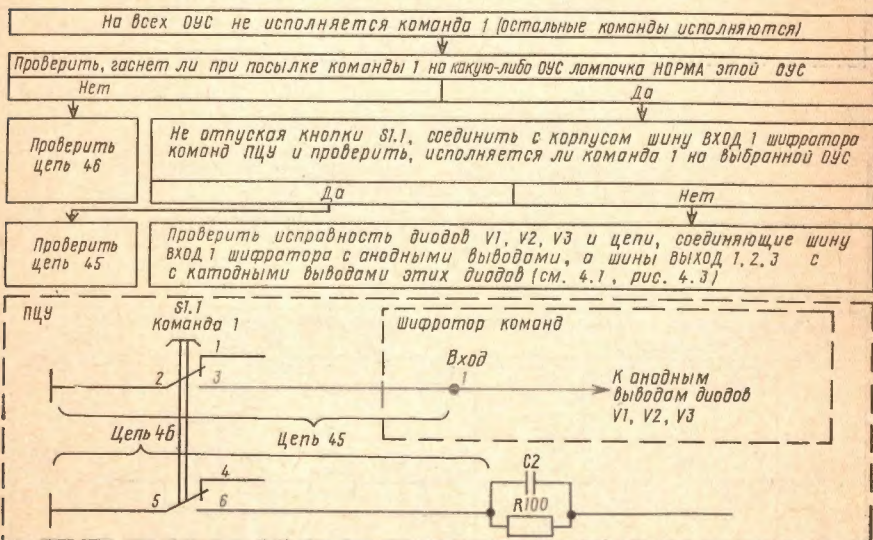 На всех ОУС не исполняется команда 1 (остальные команды исполняются)
Проверить, гаснет ли при посылке команды 1 на какую-либо ОУС лампочка НОРМА этой ОУС
Нет
Да
Проверить
цепь 46
Не отпуская кнопки S1.1, соединить с корпусом шину ВХОД 1 шифратора
команд ПЦУ и проверить, исполняется ли команда 1 на выбранной ОУС
Да
Нет
Проверить
цепь 45
Проверить исправность диодов V1, V2, V3 и цепи, соединяющие шину
ВХОД 1 шифратора с анодными выводами, а шины ВЫХОД 1,2,3 с
с катодными выводами этих диодов (см. 4.1, рис. 4.3)
ПЦУ
S1.1
Команда 1
Шифратор команд
1
Вход
2
3
1
К анодным
выводам диодов
V1, V2, V3
Цепь 46
Цепь 45
4
C2
5
6
R100